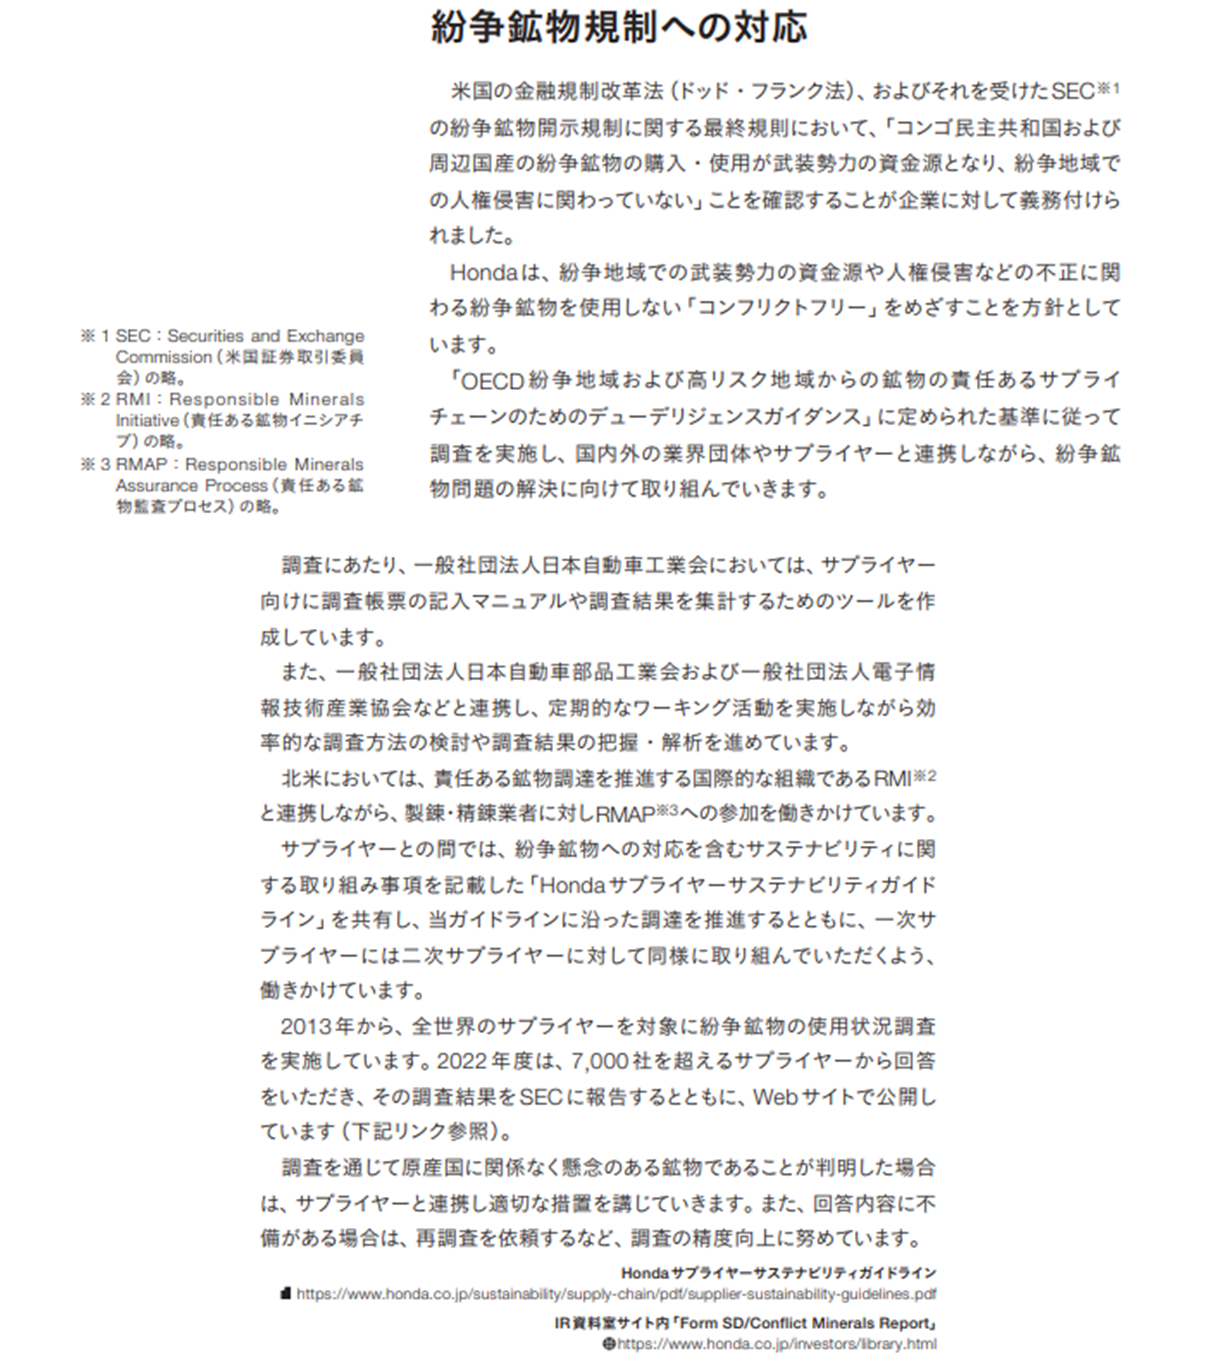 紛争鉱物規制への対応
米国の金融規制改革法（ドッド・フランク法）、およびそれを受けたSEC※1
の紛争鉱物開示規制に関する最終規則において、「コンゴ民主共和国および
周辺国産の紛争鉱物の購入・使用が武装勢力の資金源となり、紛争地域で
の人権侵害に関わっていない」ことを確認することが企業に対して義務付けら
れました。
Hondaは、紛争地域での武装勢力の資金源や人権侵害などの不正に関
わる紛争鉱物を使用しない「コンフリクトフリー」をめざすことを方針として
います。
「OECD紛争地域および高リスク地域からの鉱物の責任あるサプライ
チェーンのためのデューデリジェンスガイダンス」に定められた基準に従って
調査を実施し、国内外の業界団体やサプライヤーと連携しながら、紛争鉱
物問題の解決に向けて取り組んでいきます。
※1 SEC：Securities and Exchange
Commission（米国証券取引委員
会）の略。
※2 RMI：Responsible Minerals
Initiative（責任ある鉱物イニシアチ
ブ）の略。
※3 RMAP：Responsible Minerals
Assurance Process（責任ある鉱
物監査プロセス）の略。
調査にあたり、一般社団法人日本自動車工業会においては、サプライヤー
向けに調査帳票の記入マニュアルや調査結果を集計するためのツールを作
成しています。
また、一般社団法人日本自動車部品工業会および一般社団法人電子情
報技術産業協会などと連携し、定期的なワーキング活動を実施しながら効
率的な調査方法の検討や調査結果の把握・解析を進めています。
北米においては、責任ある鉱物調達を推進する国際的な組織であるRMI※2
と連携しながら、製錬・精錬業者に対しRMAP※3への参加を働きかけています。
サプライヤーとの間では、紛争鉱物への対応を含むサステナビリティに関
する取り組み事項を記載した「Hondaサプライヤーサステナビリティガイド
ライン」を共有し、当ガイドラインに沿った調達を推進するとともに、一次サ
プライヤーには二次サプライヤーに対して同様に取り組んでいただくよう、
働きかけています。
2013年から、全世界のサプライヤーを対象に紛争鉱物の使用状況調査
を実施しています。2022年度は、7,000社を超えるサプライヤーから回答
をいただき、その調査結果をSECに報告するとともに、Webサイトで公開し
ています（下記リンク参照）。
調査を通じて原産国に関係なく懸念のある鉱物であることが判明した場合
は、サプライヤーと連携し適切な措置を講じていきます。また、回答内容に不
備がある場合は、再調査を依頼するなど、調査の精度向上に努めています。
Hondaサプライヤーサステナビリティガイドライン
https://www.honda.co.jp/sustainability/supply-chain/pdf/supplier-sustainability-guidelines.pdf
IR資料室サイト内「Form SD/Conflict Minerals Report」
https://www.honda.co.jp/investors/library.html